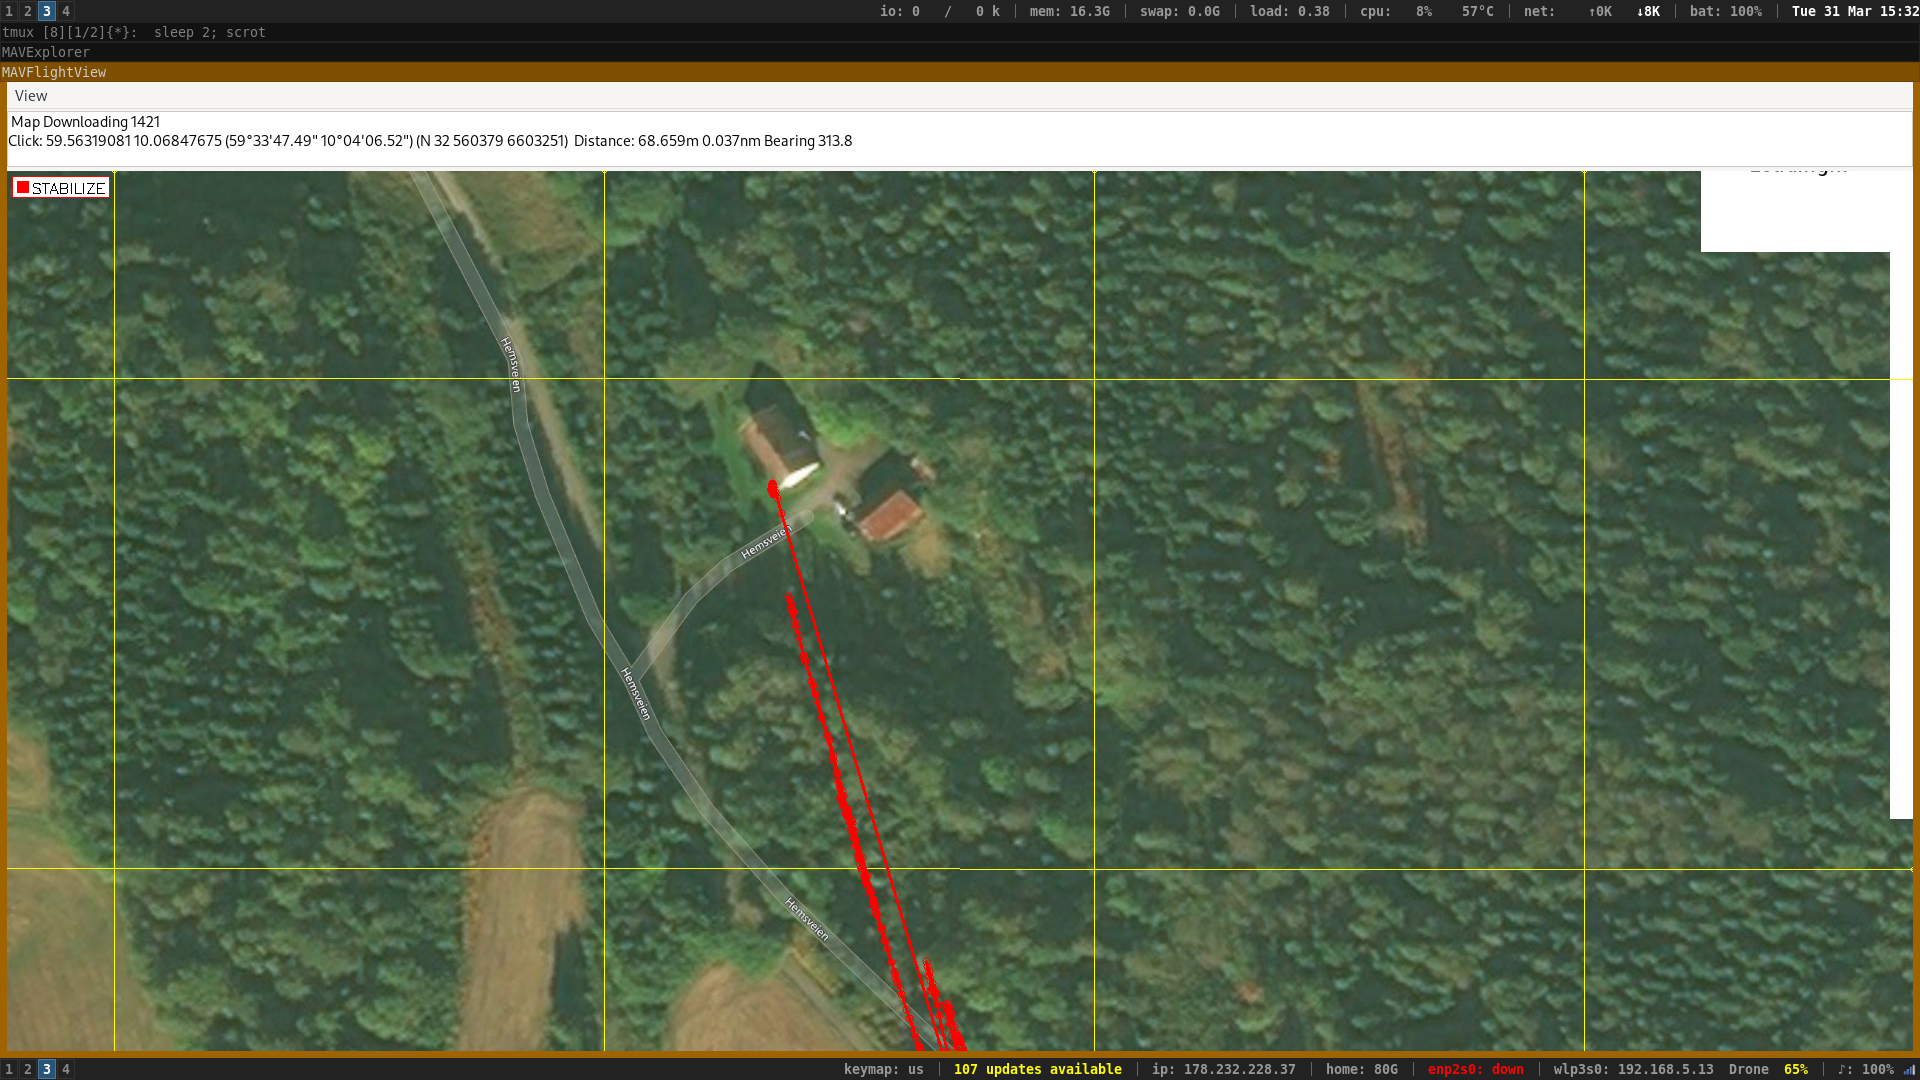 1 2 3 4 io: 0 / 0 k | mem: 16.3G | swap: 0.0G | load: 0.38 | cpu: 8% 57°C | net: ↑0K ↓8K | bat: 100% | Tue 31 Mar 15:32
tmux [8][1/2]{*}: sleep 2; scrot
MAVExplorer
MAVFlightView
View
Map Downloading 1421
Click: 59.56319081 10.06847675 (59°33'47.49" 10°04'06.52") (N 32 560379 6603251) Distance: 68.659m 0.037nm Bearing 313.8
STABILIZE
Hemsveien
Hemsveien
Hemsveien
Hemsveien
1 2 3 4 keymap: us | 107 updates available | ip: 178.232.228.37 | home: 80G | enp2s0: down | wlp3s0: 192.168.5.13 Drone 65% | ♪: 100%